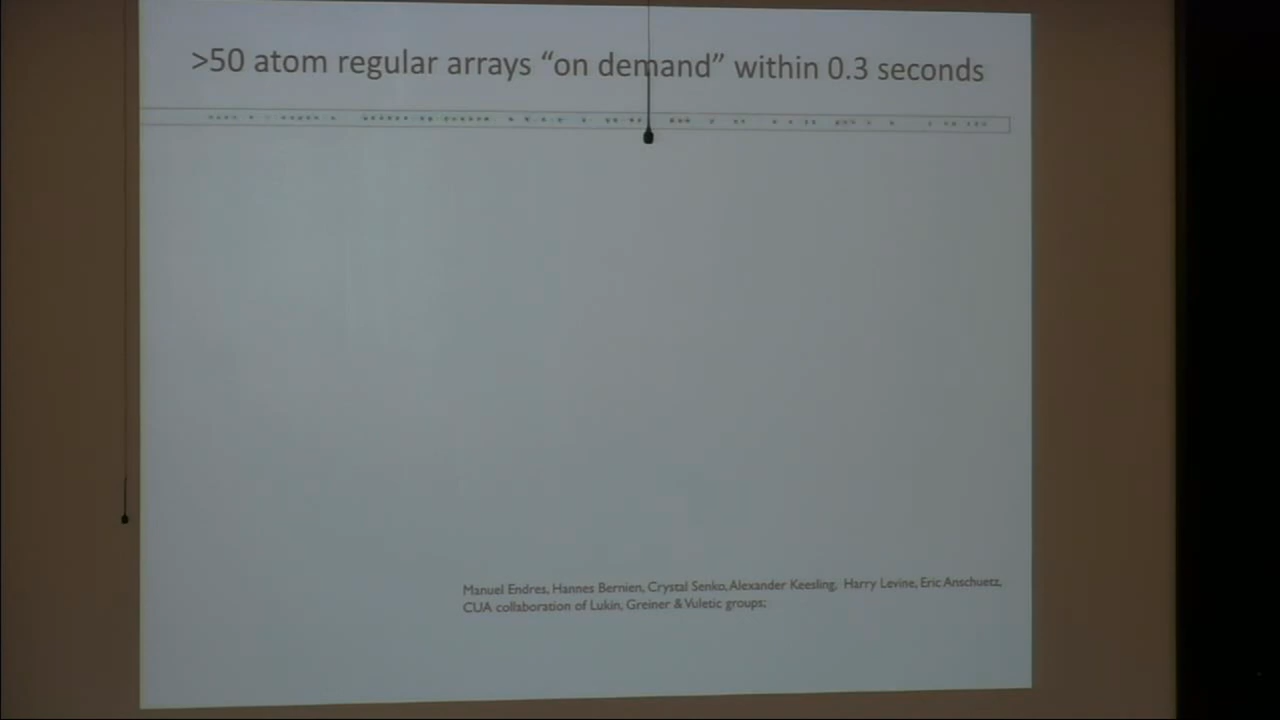 >50 atom regular arrays “on demand” within 0.3 seconds
Manuel Endres, Hannes Bernien, Crystal Senko, Alexander Keesling, Harry Levine, Eric Anschuetz,
CUA collaboration of Lukin, Greiner & Vuletic groups;